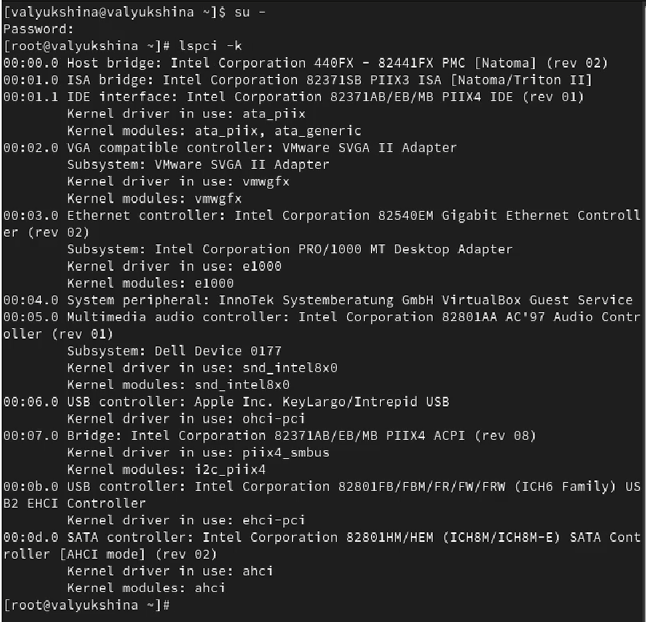 [valyukshina@valyukshina ~]$ su -
Password:
[root@valyukshina ~]# lspci -k
00:00.0 Host bridge: Intel Corporation 440FX - 82441FX PMC [Natoma] (rev 02)
00:01.0 ISA bridge: Intel Corporation 82371SB PIIX3 ISA [Natoma/Triton II]
00:01.1 IDE interface: Intel Corporation 82371AB/EB/MB PIIX4 IDE (rev 01)
        Kernel driver in use: ata_piix
        Kernel modules: ata_piix, ata_generic
00:02.0 VGA compatible controller: VMware SVGA II Adapter
        Subsystem: VMware SVGA II Adapter
        Kernel driver in use: vmwgfx
        Kernel modules: vmwgfx
00:03.0 Ethernet controller: Intel Corporation 82540EM Gigabit Ethernet Controll
er (rev 02)
        Subsystem: Intel Corporation PRO/1000 MT Desktop Adapter
        Kernel driver in use: e1000
        Kernel modules: e1000
00:04.0 System peripheral: InnoTek Systemberatung GmbH VirtualBox Guest Service
00:05.0 Multimedia audio controller: Intel Corporation 82801AA AC'97 Audio Contr
oller (rev 01)
        Subsystem: Dell Device 0177
        Kernel driver in use: snd_intel8x0
        Kernel modules: snd_intel8x0
00:06.0 USB controller: Apple Inc. KeyLargo/Intrepid USB
        Kernel driver in use: ohci-pci
00:07.0 Bridge: Intel Corporation 82371AB/EB/MB PIIX4 ACPI (rev 08)
        Kernel driver in use: piix4_smbus
        Kernel modules: i2c_piix4
00:0b.0 USB controller: Intel Corporation 82801FB/FBM/FR/FW/FRW (ICH6 Family) US
B2 EHCI Controller
        Kernel driver in use: ehci-pci
00:0d.0 SATA controller: Intel Corporation 82801HM/HEM (ICH8M/ICH8M-E) SATA Cont
roller [AHCI mode] (rev 02)
        Kernel driver in use: ahci
        Kernel modules: ahci
[root@valyukshina ~]#